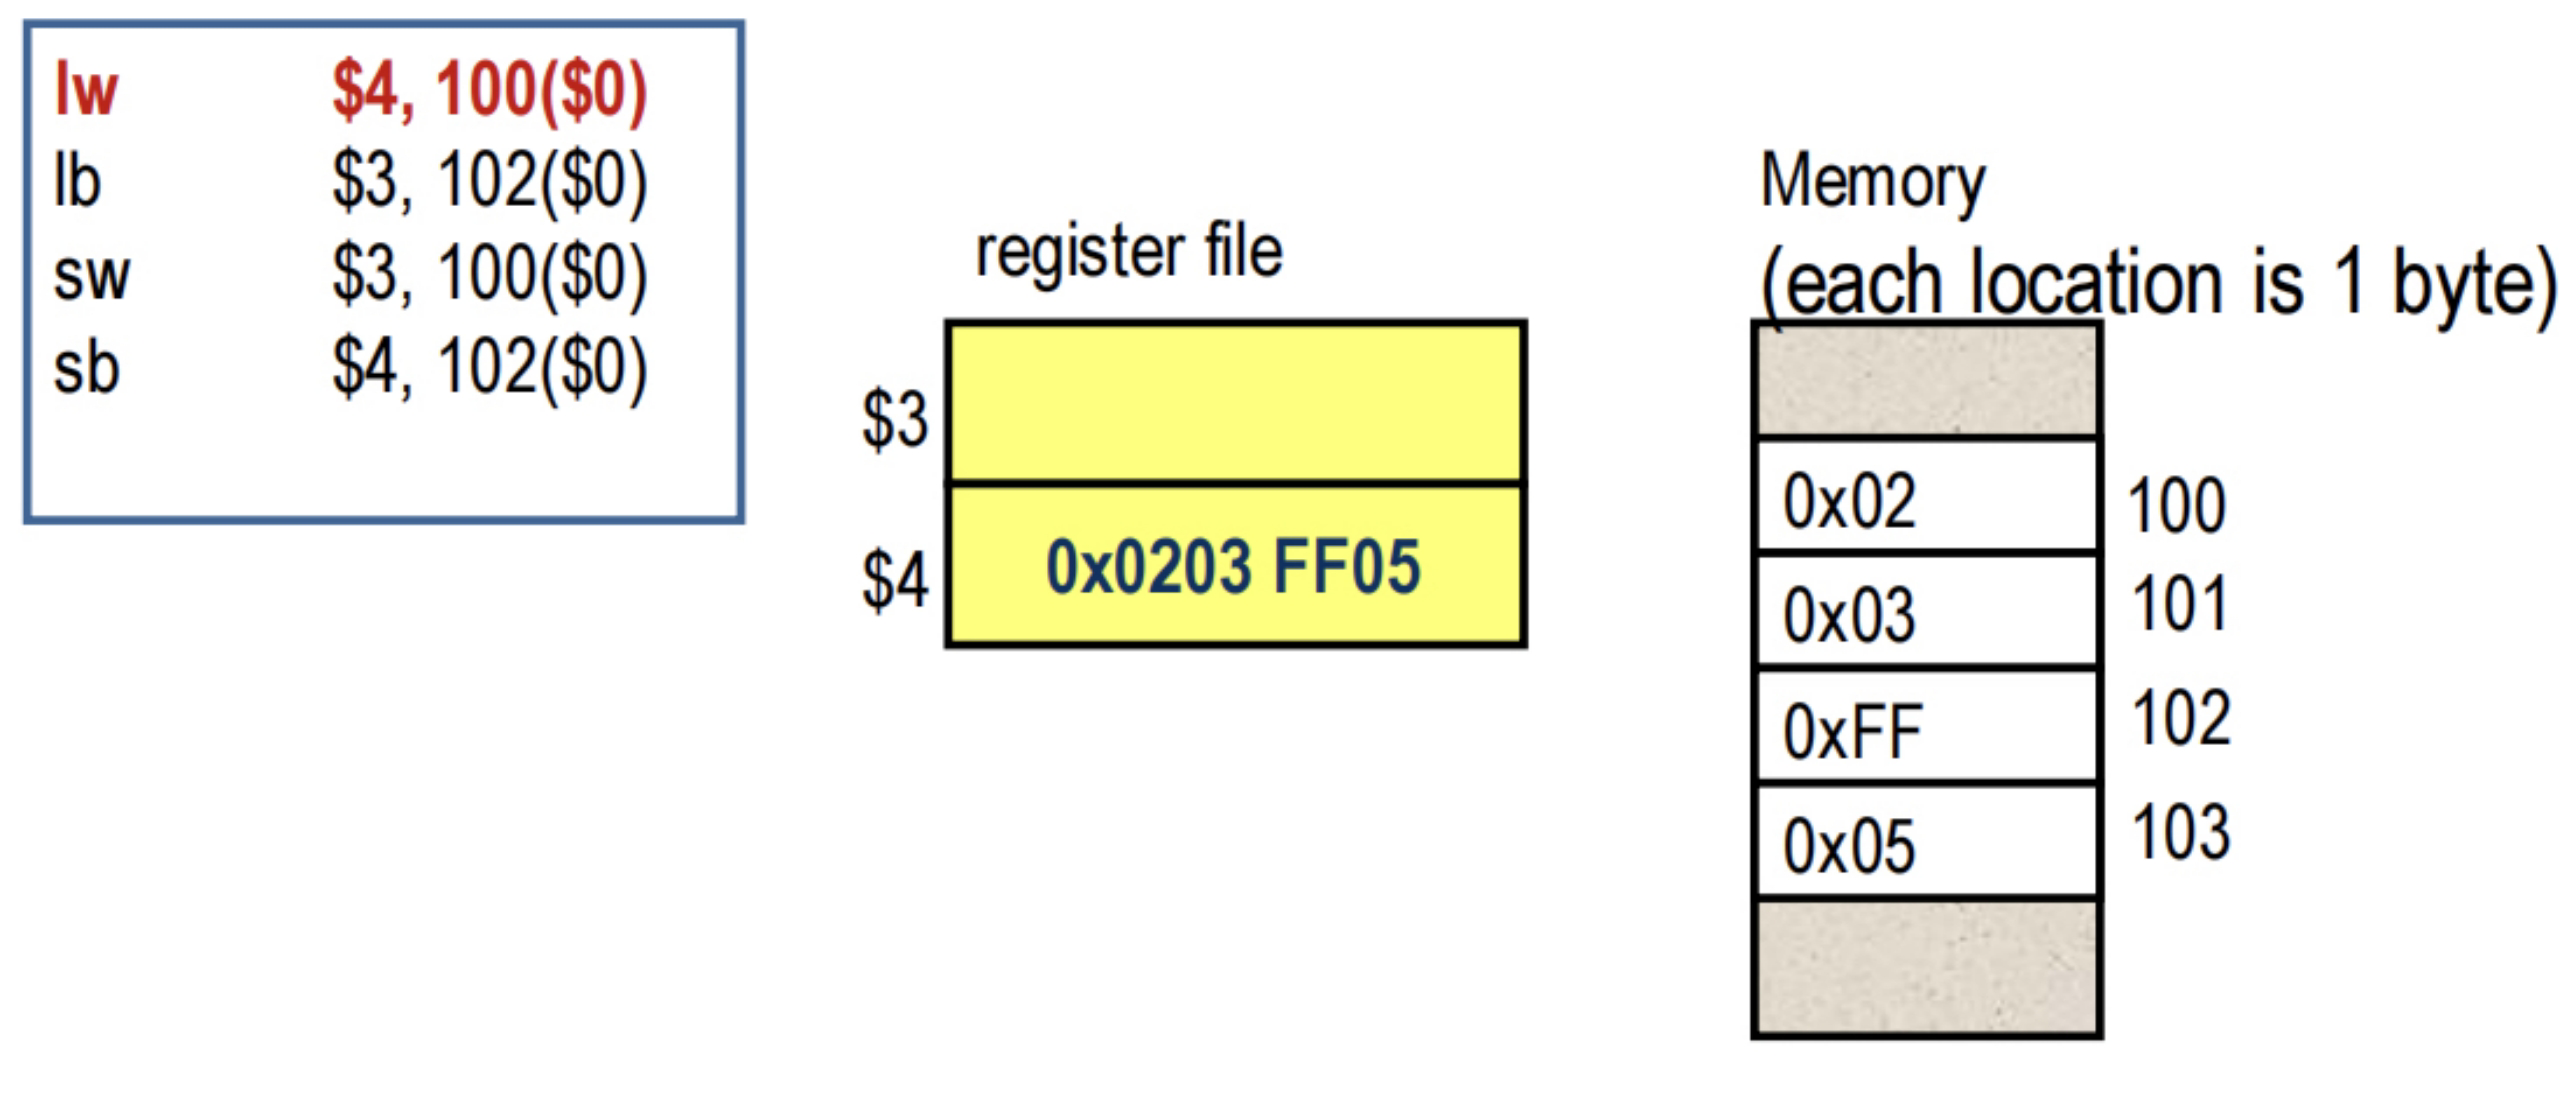 lw $4, 100($0)
lb $3, 102($0)
sw $3, 100($0)
sb $4, 102($0)
register file
$3
$4 0x0203 FF05
Memory
(each location is 1 byte)
0x02 100
0x03 101
0xFF 102
0x05 103